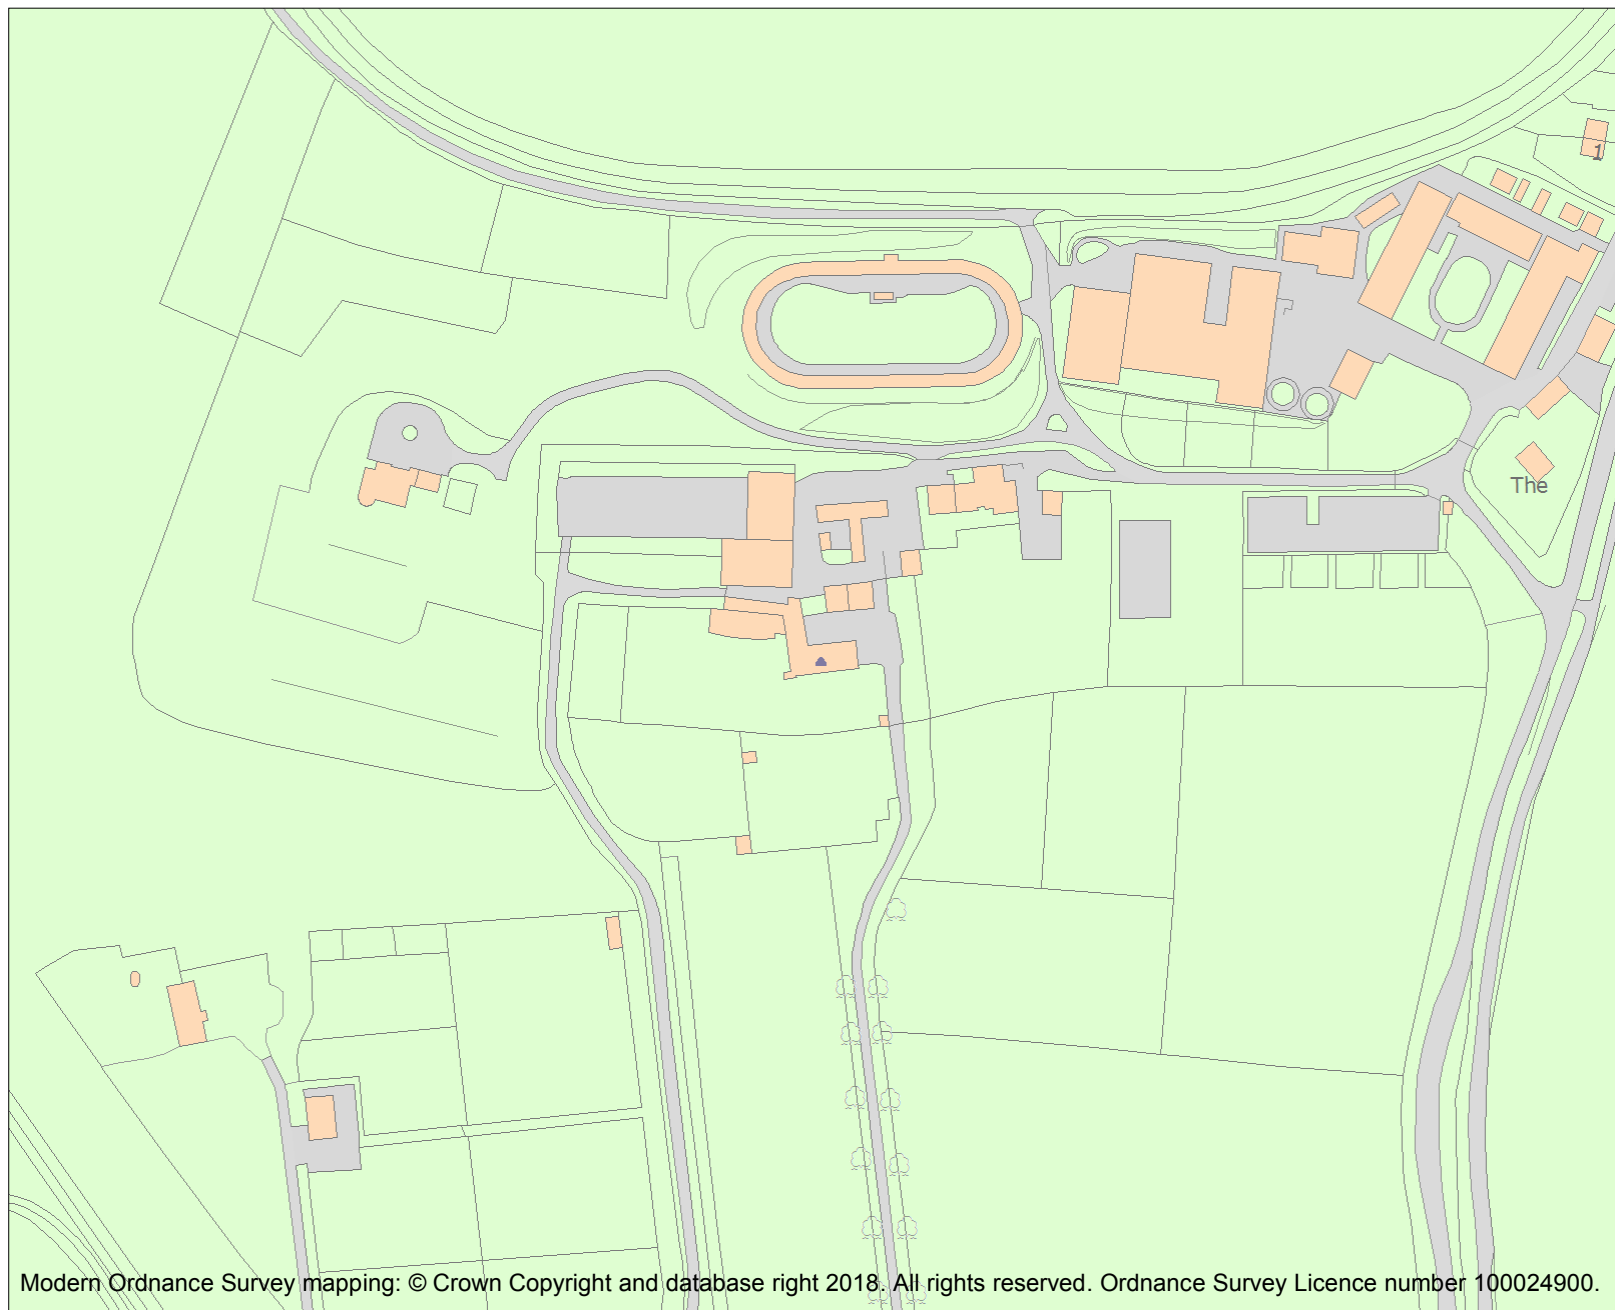 1
The
Modern Ordnance Survey mapping: © Crown Copyright and database right 2018. All rights reserved. Ordnance Survey Licence number 100024900.